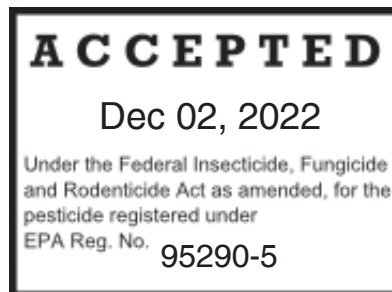 ACCEPTED
Dec 02, 2022
Under the Federal Insecticide, Fungicide
and Rodenticide Act as amended, for the
pesticide registered under
EPA Reg. No. 95290-5